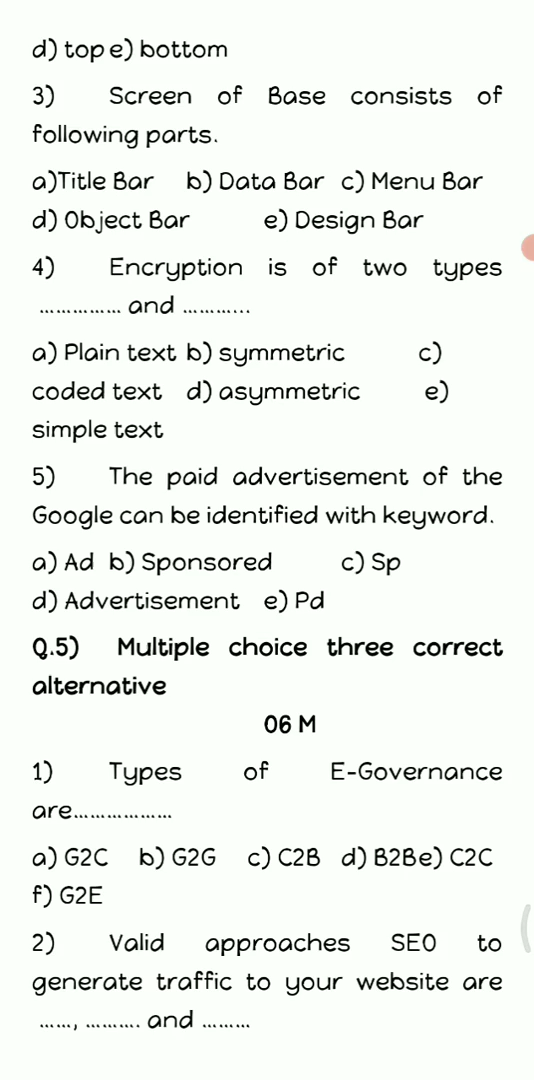 d) top e) bottom
3) Screen of Base consists of
following parts.
a)Title Bar b) Data Bar c) Menu Bar
d) Object Bar e) Design Bar
4) Encryption is of two types
............... and ............
a) Plain text b) symmetric c)
coded text d) asymmetric e)
simple text
5) The paid advertisement of the
Google can be identified with keyword.
a) Ad b) Sponsored c) Sp
d) Advertisement e) Pd
Q.5) Multiple choice three correct
alternative
06 M
1) Types of E-Governance
are..................
a) G2C b) G2G c) C2B d) B2Be) C2C
f) G2E
2) Valid approaches SEO to
generate traffic to your website are
......, .......... and .........